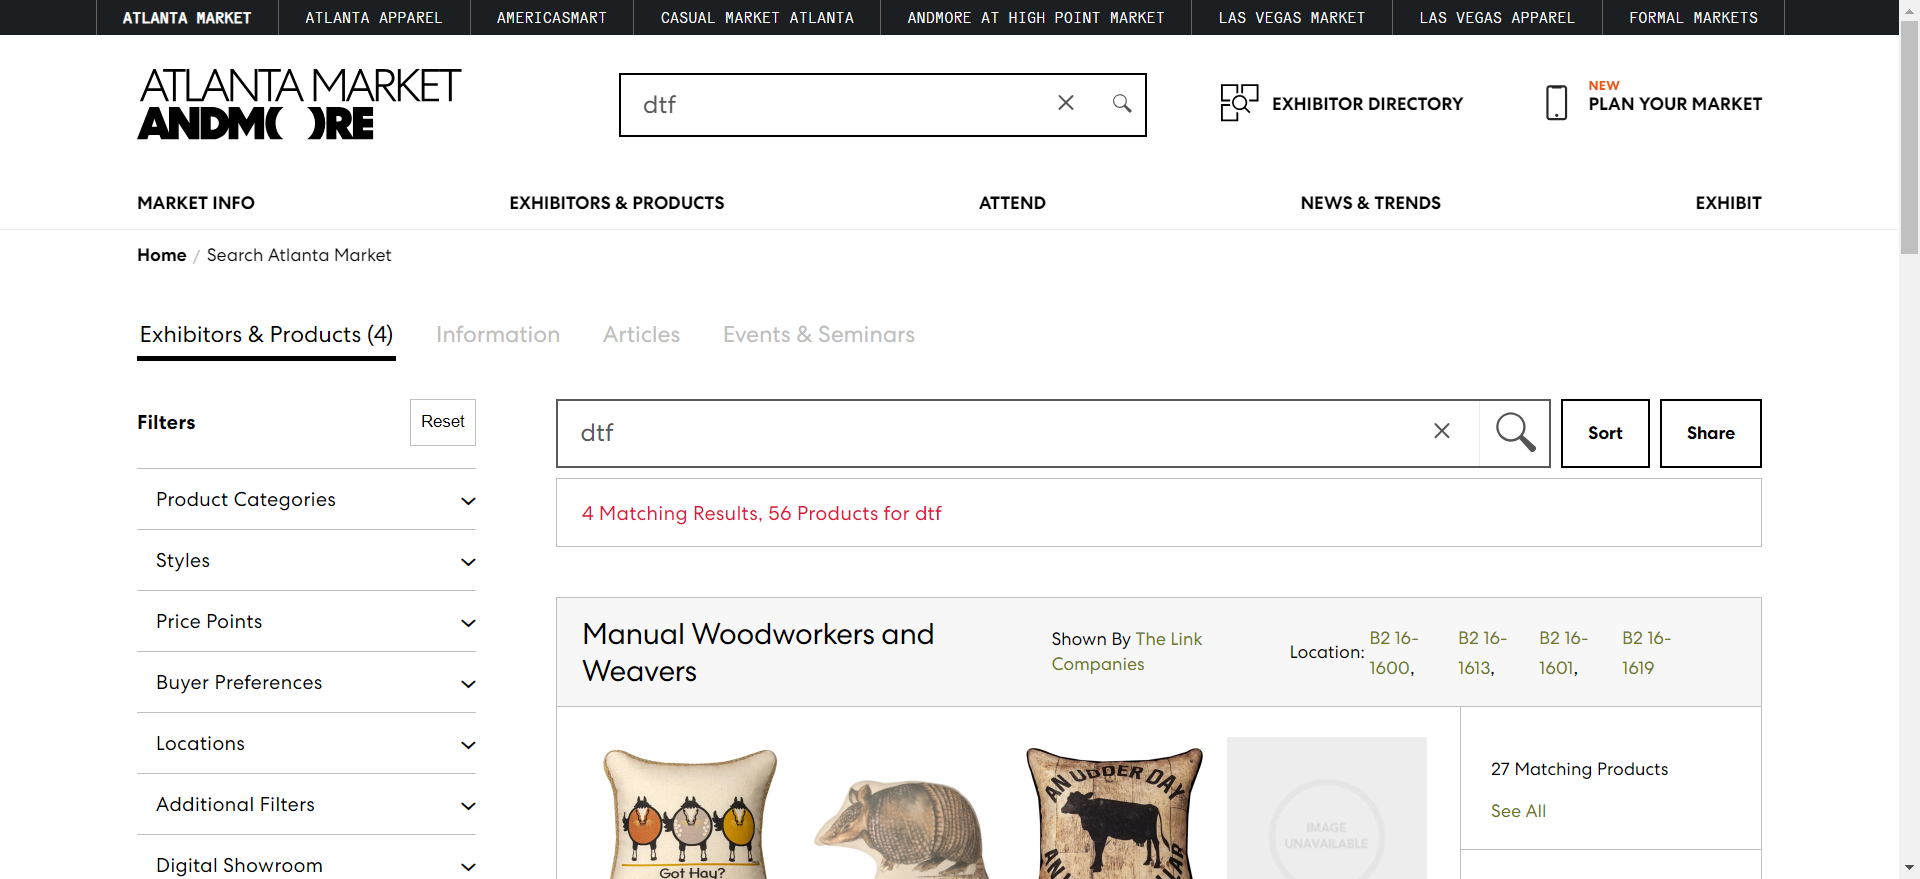 ATLANTA MARKET
ATLANTA APPAREL
AMERICASMART
CASUAL MARKET ATLANTA
ANDMORE AT HIGH POINT MARKET
LAS VEGAS MARKET
LAS VEGAS APPAREL
FORMAL MARKETS
ATLANTA MARKET
ANDMORE
dtf
EXHIBITOR DIRECTORY
NEW
PLAN YOUR MARKET
MARKET INFO
EXHIBITORS & PRODUCTS
ATTEND
NEWS & TRENDS
EXHIBIT
Home / Search Atlanta Market
Exhibitors & Products (4)
Information
Articles
Events & Seminars
Filters
Reset
Product Categories
Styles
Price Points
Buyer Preferences
Locations
Additional Filters
Digital Showroom
dtf
Sort
Share
4 Matching Results, 56 Products for dtf
Manual Woodworkers and
Weavers
Shown By The Link
Companies
Location:
B2 16-
1600,
B2 16-
1613,
B2 16-
1601,
B2 16-
1619
Got Hay?
AN UDDER DAY
IMAGE
UNAVAILABLE
27 Matching Products
See All